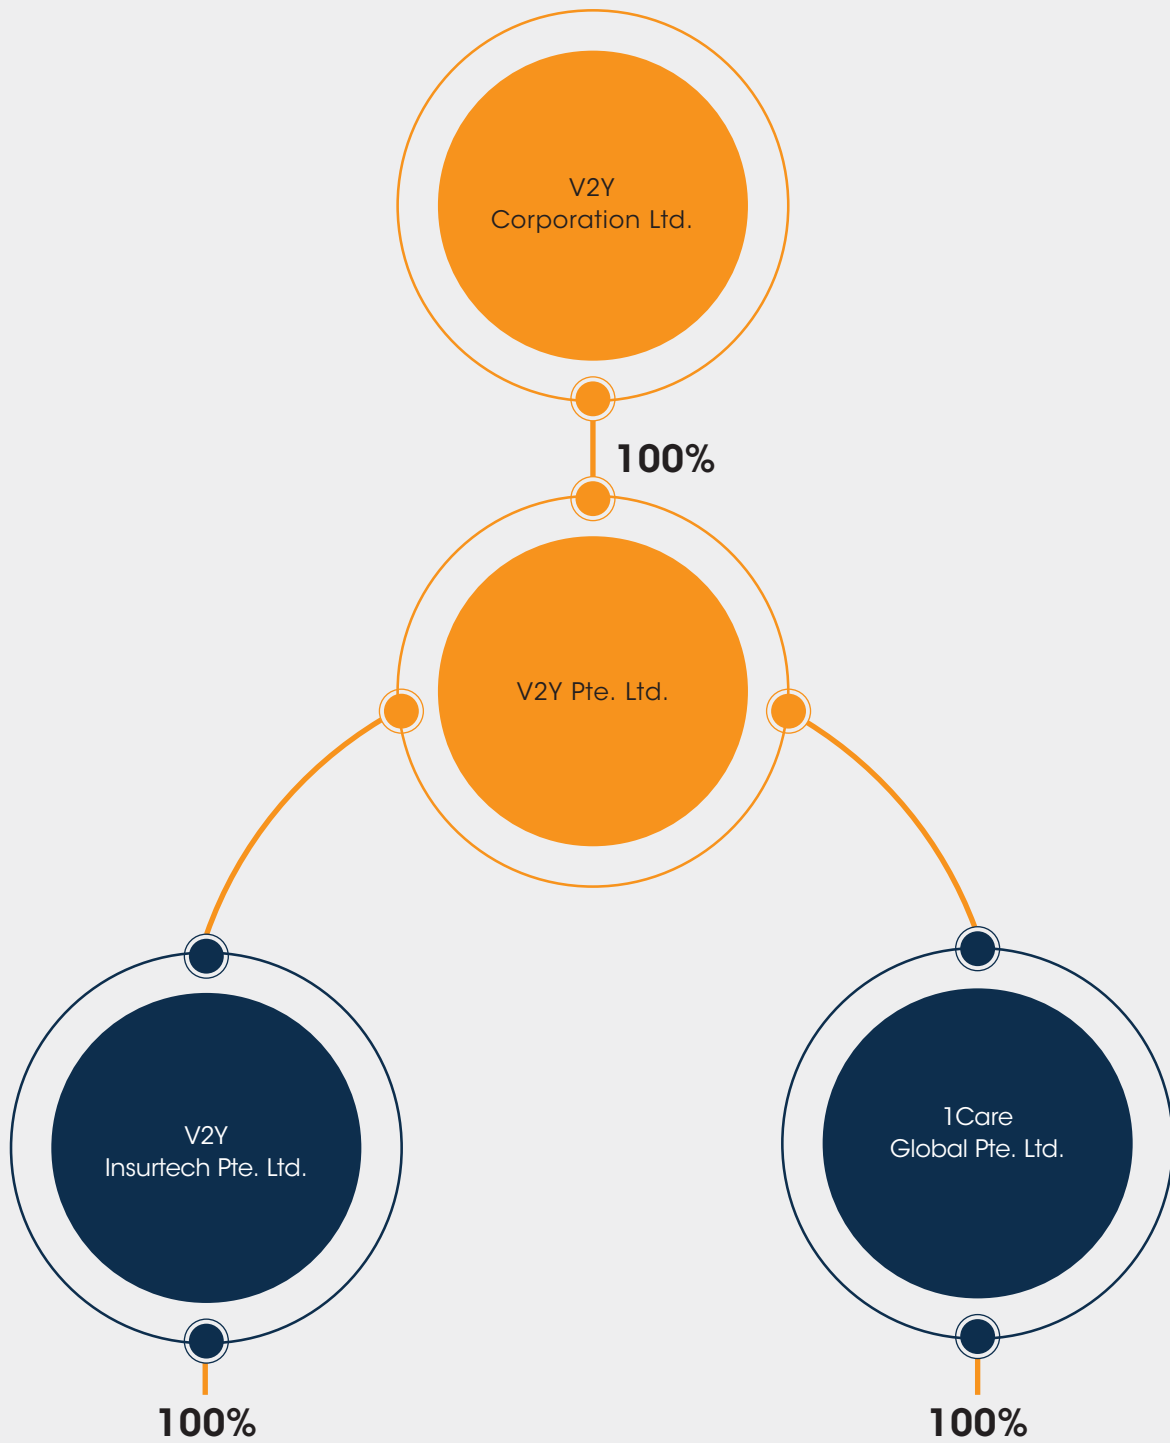 V2Y
Corporation Ltd.
100%
V2Y Pte. Ltd.
V2Y
Insurtech Pte. Ltd.
100%
1Care
Global Pte. Ltd.
100%